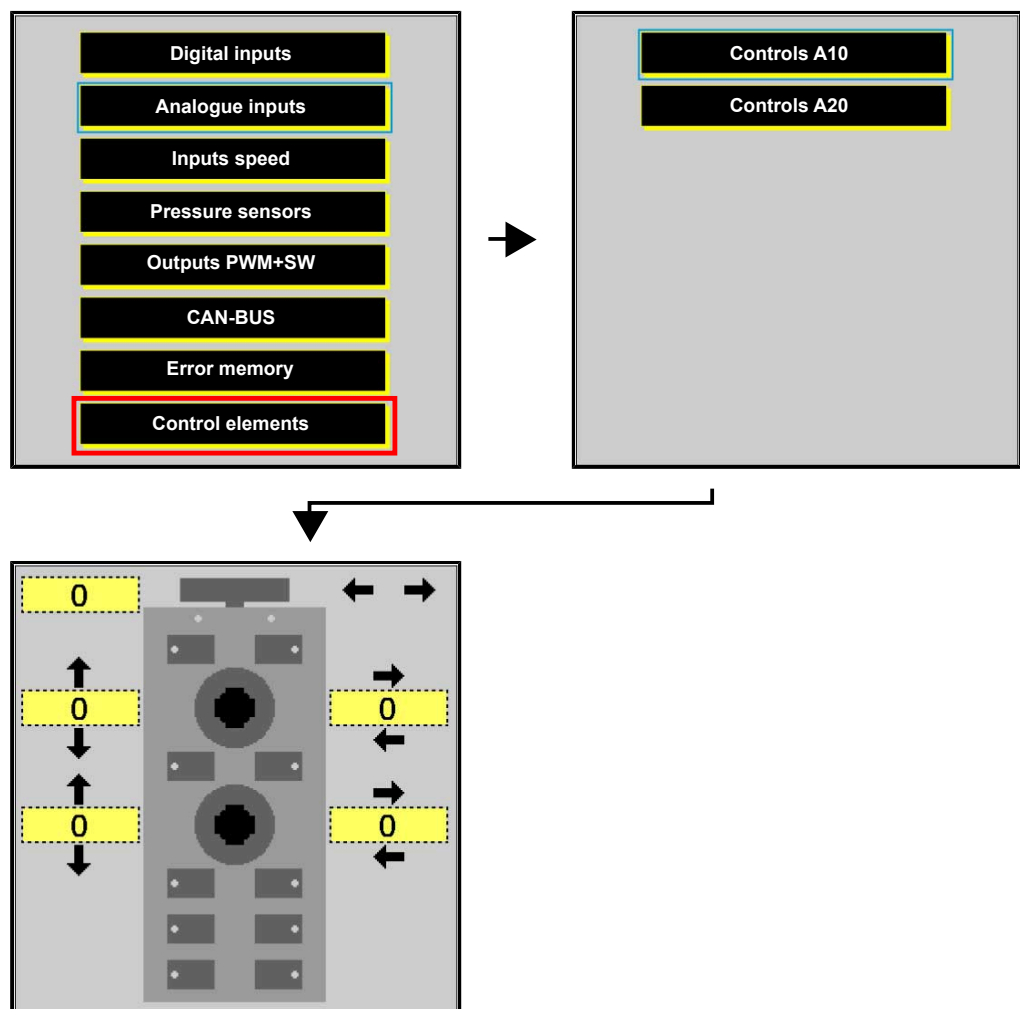 Digital inputs
Analogue inputs
Inputs speed
Pressure sensors
Outputs PWM+SW
CAN-BUS
Error memory
Control elements
Controls A10
Controls A20
0
0
0
0
0